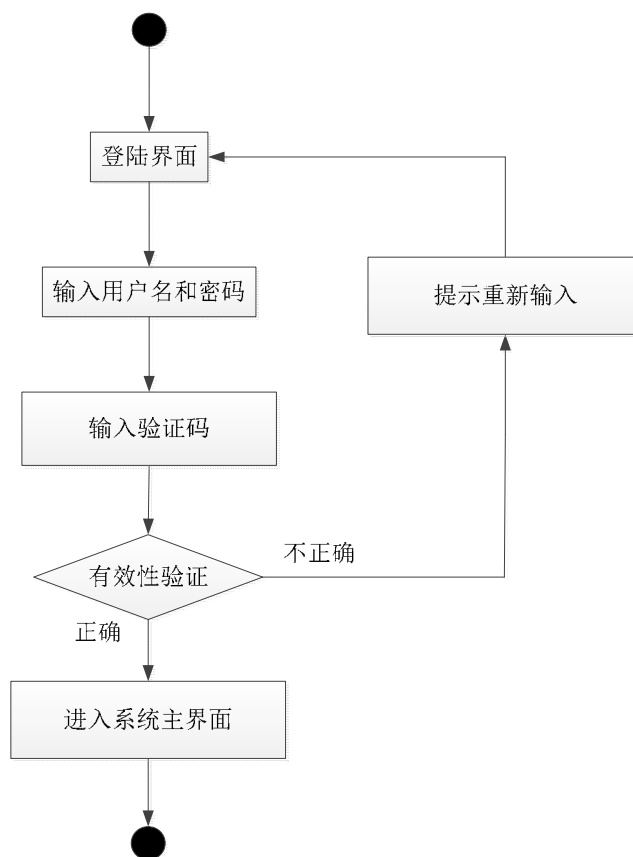 登陆界面
输入用户名和密码
提示重新输入
输入验证码
不正确
有效性验证
正确
进入系统主界面